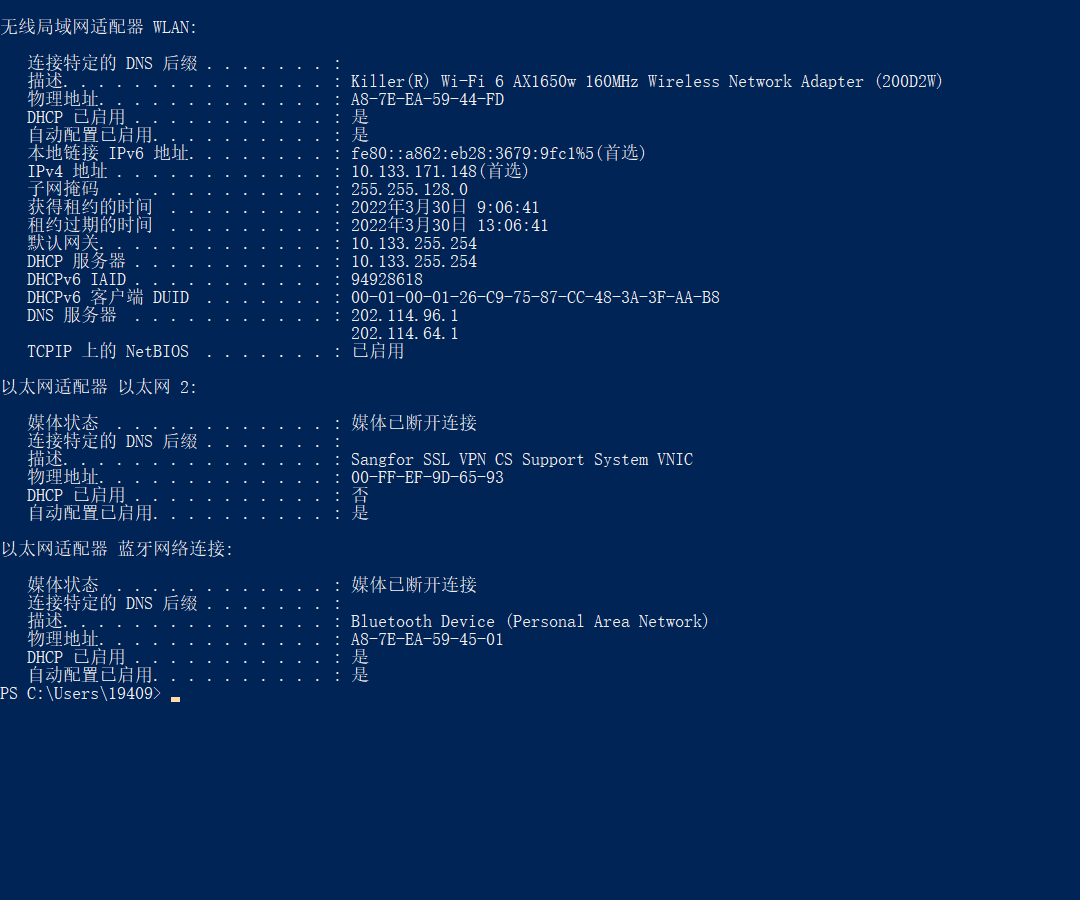 无线局域网适配器 WLAN:
连接特定的 DNS 后缀 . . . . . . . :
描述. . . . . . . . . . . . . . . : Killer(R) Wi-Fi 6 AX1650w 160MHz Wireless Network Adapter (200D2W)
物理地址. . . . . . . . . . . . . : A8-7E-EA-59-44-FD
DHCP 已启用 . . . . . . . . . . . : 是
自动配置已启用. . . . . . . . . . : 是
本地链接 IPv6 地址. . . . . . . . : fe80::a862:eb28:3679:9fc1%5(首选)
IPv4 地址 . . . . . . . . . . . . : 10.133.171.148(首选)
子网掩码  . . . . . . . . . . . . : 255.255.128.0
获得租约的时间  . . . . . . . . . : 2022年3月30日 9:06:41
租约过期的时间  . . . . . . . . . : 2022年3月30日 13:06:41
默认网关. . . . . . . . . . . . . : 10.133.255.254
DHCP 服务器 . . . . . . . . . . . : 10.133.255.254
DHCPv6 IAID . . . . . . . . . . . : 94928618
DHCPv6 客户端 DUID  . . . . . . . : 00-01-00-01-26-C9-75-87-CC-48-3A-3F-AA-B8
DNS 服务器  . . . . . . . . . . . : 202.114.96.1
202.114.64.1
TCPIP 上的 NetBIOS  . . . . . . . : 已启用
以太网适配器 以太网 2:
媒体状态  . . . . . . . . . . . . : 媒体已断开连接
连接特定的 DNS 后缀 . . . . . . . :
描述. . . . . . . . . . . . . . . : Sangfor SSL VPN CS Support System VNIC
物理地址. . . . . . . . . . . . . : 00-FF-EF-9D-65-93
DHCP 已启用 . . . . . . . . . . . : 否
自动配置已启用. . . . . . . . . . : 是
以太网适配器 蓝牙网络连接:
媒体状态  . . . . . . . . . . . . : 媒体已断开连接
连接特定的 DNS 后缀 . . . . . . . :
描述. . . . . . . . . . . . . . . : Bluetooth Device (Personal Area Network)
物理地址. . . . . . . . . . . . . : A8-7E-EA-59-45-01
DHCP 已启用 . . . . . . . . . . . : 是
自动配置已启用. . . . . . . . . . : 是
PS C:\Users\19409>